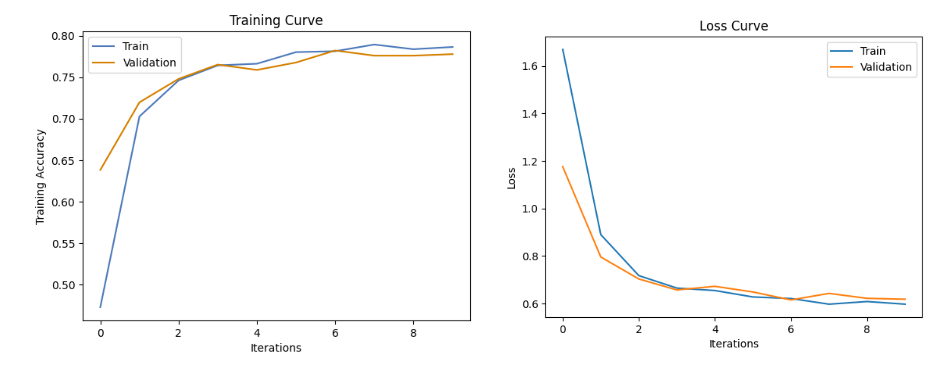 Training Curve
0.80
0.75
0.70
0.65
0.60
0.55
0.50
Training Accuracy
Train
Validation
0 2 4 6 8
Iterations
Loss Curve
1.6
1.4
1.2
1.0
0.8
0.6
Loss
Train
Validation
0 2 4 6 8
Iterations